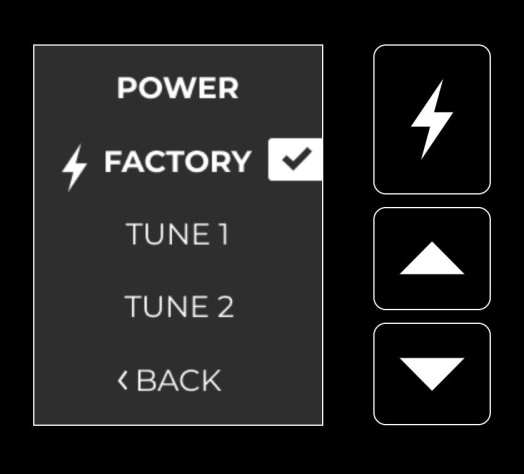 POWER
FACTORY
TUNE 1
TUNE 2
‹ BACK